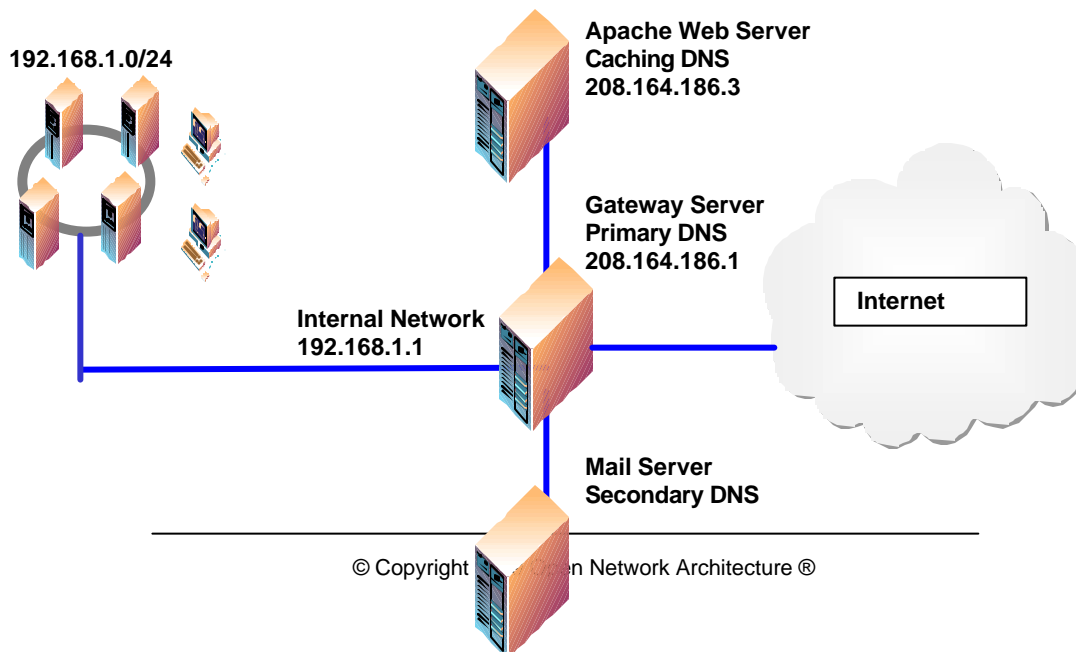 192.168.1.0/24
Apache Web Server
Caching DNS
208.164.186.3
Gateway Server
Primary DNS
208.164.186.1
Internet
Internal Network
192.168.1.1
Mail Server
Secondary DNS
© Copyright Open Network Architecture ®